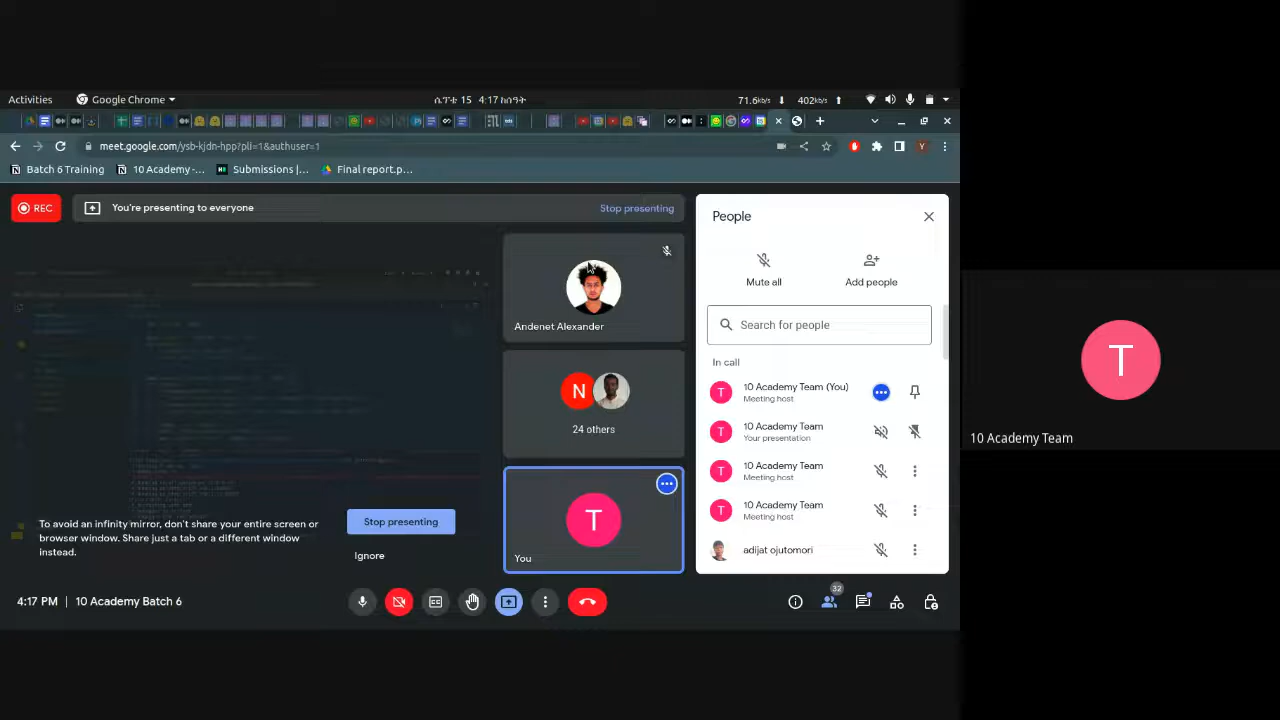 Activities
Google Chrome
ሴፕቴ 15 4:17 ከሰዓት
71.6kb/s
402kb/s
meet.google.com/ysb-kjdn-hpp?pli=1&authuser=1
Y
Batch 6 Training
10 Academy -...
Submissions |...
Final report.p...
REC
You're presenting to everyone
Stop presenting
Andenet Alexander
N
24 others
T
You
To avoid an infinity mirror, don't share your entire screen or
browser window. Share just a tab or a different window
instead.
Stop presenting
Ignore
People
Mute all
Add people
Search for people
In call
T
10 Academy Team (You)
Meeting host
T
10 Academy Team
Your presentation
T
10 Academy Team
Meeting host
T
10 Academy Team
Meeting host
adijat ojutomori
4:17 PM | 10 Academy Batch 6
32
T
10 Academy Team